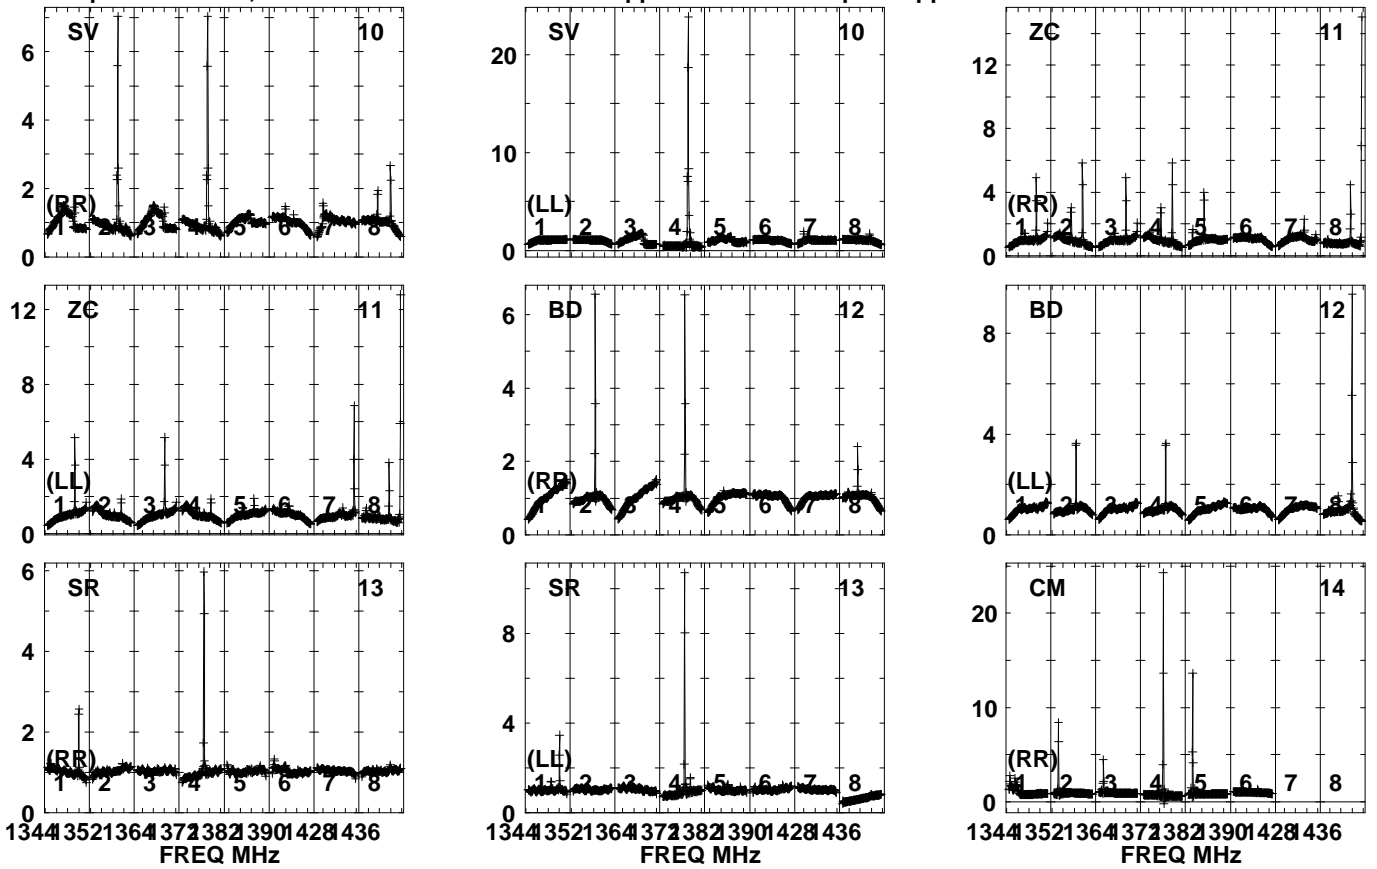 SV 10 SV 10 ZC 11
6 20 12
4 10 8
2 4
0 0 0
(RR) (LL) (RR)
1 2 3 4 5 6 7 8 1 2 3 4 5 6 7 8 1 2 3 4 5 6 7 8
ZC 11 BD 12 BD 12
12 6 8
8 4 4
4 2
0 0 0
(LL) (RR) (LL)
1 2 3 4 5 6 7 8 1 2 3 4 5 6 7 8 1 2 3 4 5 6 7 8
SR 13 SR 13 CM 14
6 8 20
4 4 10
2
0 0 0
(RR) (LL) (RR)
1 2 3 4 5 6 7 8 1 2 3 4 5 6 7 8 1 2 3 4 5 6 7 8
1344 1352 1364 1372 1382 1390 1428 1436 1344 1352 1364 1372 1382 1390 1428 1436 1344 1352 1364 1372 1382 1390 1428 1436
FREQ MHz FREQ MHz FREQ MHz